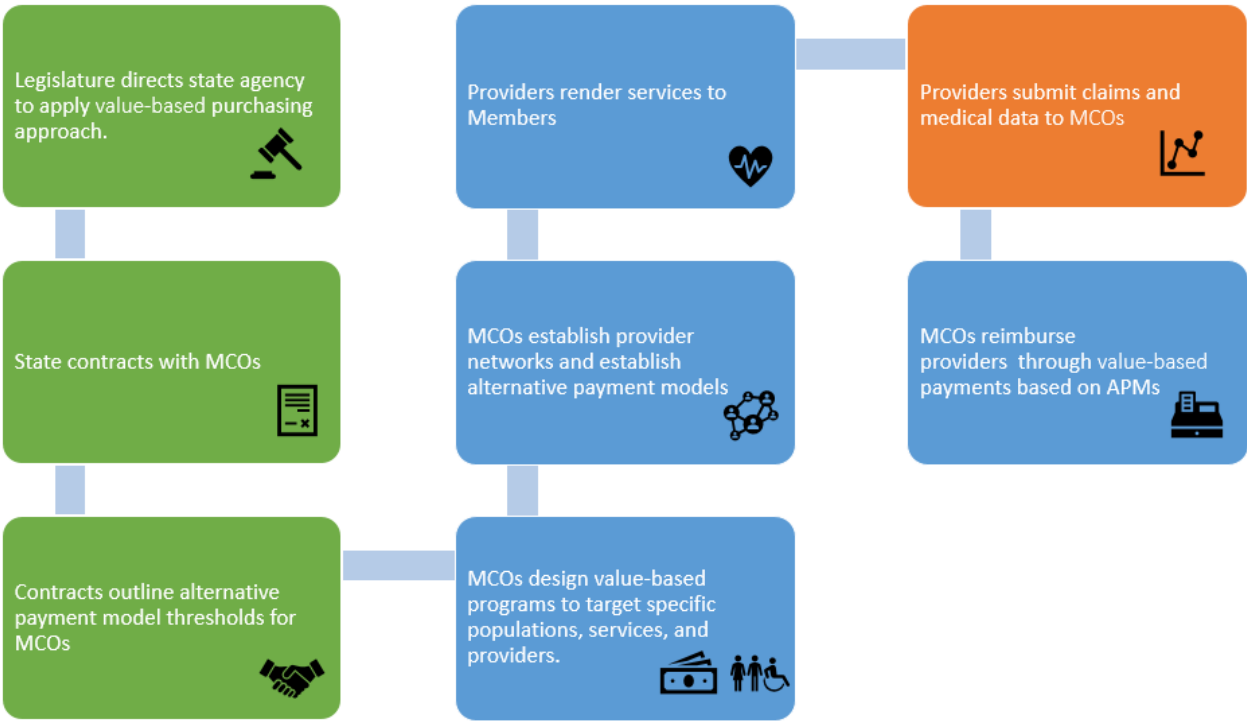 Legislature directs state agency
to apply value-based purchasing
approach.
State contracts with MCOs
Contracts outline alternative
payment model thresholds for
MCOs
MCOs design value-based
programs to target specific
populations, services, and
providers.
MCOs establish provider
networks and establish
alternative payment models
Providers render services to
Members
Providers submit claims and
medical data to MCOs
MCOs reimburse
providers  through value-based
payments based on APMs